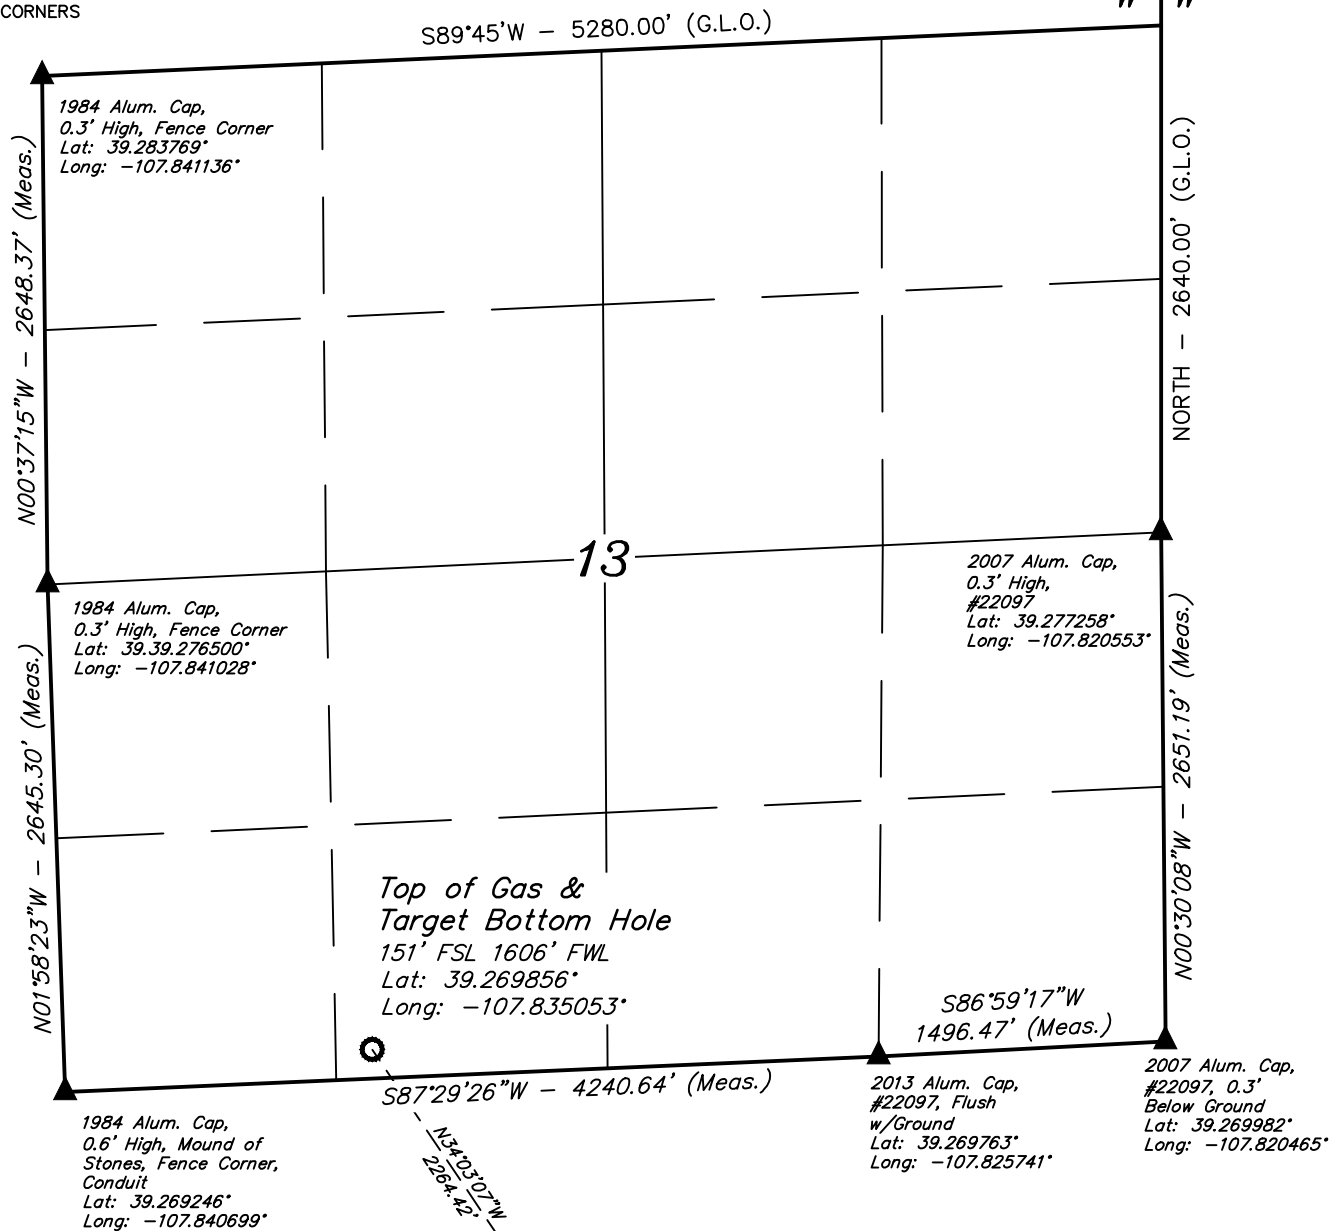 CORNERS
S89°45'W – 5280.00' (G.L.O.)
1984 Alum. Cap,
0.3' High, Fence Corner
Lat: 39.283769°
Long: –107.841136°
N00°37'15"W – 2648.37' (Meas.)
NORTH – 2640.00' (G.L.O.)
13
1984 Alum. Cap,
0.3' High, Fence Corner
Lat: 39.39.276500°
Long: –107.841028°
2007 Alum. Cap,
0.3' High,
#22097
Lat: 39.277258°
Long: –107.820553°
N01°58'23"W – 2645.30' (Meas.)
N00°30'08"W – 2651.19' (Meas.)
Top of Gas &
Target Bottom Hole
151' FSL 1606' FWL
Lat: 39.269856°
Long: –107.835053°
S86°59'17"W
1496.47' (Meas.)
S87°29'26"W – 4240.64' (Meas.)
1984 Alum. Cap,
0.6' High, Mound of
Stones, Fence Corner,
Conduit
Lat: 39.269246°
Long: –107.840699°
N34°03'07"W
2264.42'
2013 Alum. Cap,
#22097, Flush
w/Ground
Lat: 39.269763°
Long: –107.825741°
2007 Alum. Cap,
#22097, 0.3'
Below Ground
Lat: 39.269982°
Long: –107.820465°